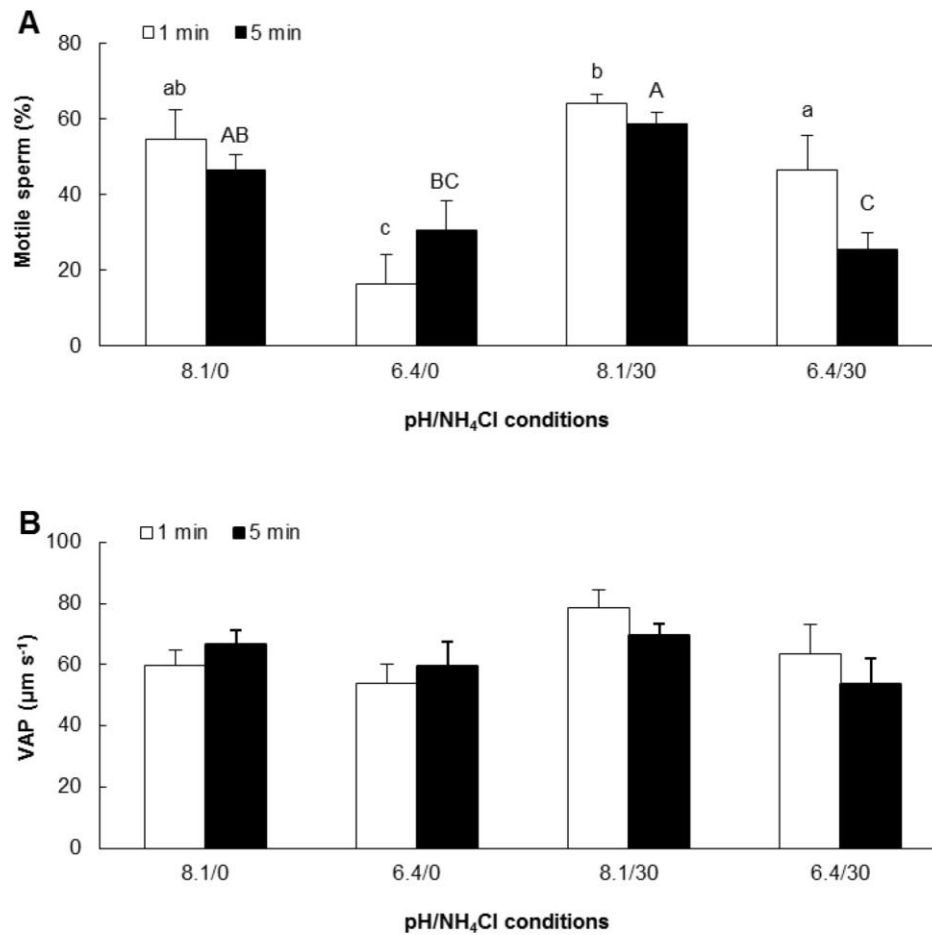 A
1 min 5 min
80
60
40
20
0
Motile sperm (%)
ab
AB
c
BC
b
A
a
C
8.1/0 6.4/0 8.1/30 6.4/30
pH/NH₄Cl conditions
B
1 min 5 min
100
80
60
40
20
0
VAP (µm s⁻¹)
8.1/0 6.4/0 8.1/30 6.4/30
pH/NH₄Cl conditions